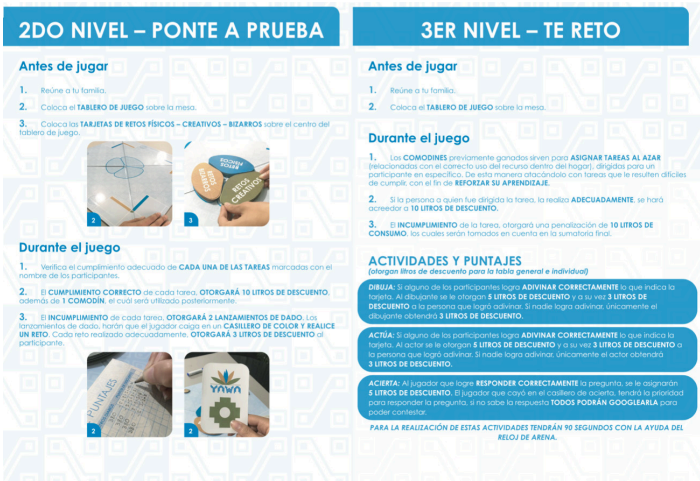 2DO NIVEL – PONTE A PRUEBA
Antes de jugar
1. Reúne a tu familia.
2. Coloca el TABLERO DE JUEGO sobre la mesa.
3. Coloca las TARJETAS DE RETOS FÍSICOS – CREATIVOS – BIZARROS sobre el centro del
tablero de juego.
RETOS
FÍSICOS
RETOS
BIZARROS
RETOS
CREATIVOS
2
3
Durante el juego
1. Verifica el cumplimiento adecuado de CADA UNA DE LAS TAREAS marcadas con el
nombre de los participantes.
2. El CUMPLIMIENTO CORRECTO de cada tarea, OTORGARÁ 10 LITROS DE DESCUENTO,
además de 1 COMODÍN, el cuál será utilizado posteriormente.
3. El INCUMPLIMIENTO de cada tarea, OTORGARÁ 2 LANZAMIENTOS DE DADO. Los
lanzamientos de dado, harán que el jugador caiga en un CASILLERO DE COLOR Y REALICE
UN RETO. Cada reto realizado adecuadamente, OTORGARÁ 3 LITROS DE DESCUENTO al
participante.
PUNTAJES
YAWA
2
2
3ER NIVEL – TE RETO
Antes de jugar
1. Reúne a tu familia.
2. Coloca el TABLERO DE JUEGO sobre la mesa.
Durante el juego
1. Los COMODINES previamente ganados sirven para ASIGNAR TAREAS AL AZAR
(relacionadas con el correcto uso del recurso dentro del hogar), dirigidas para un
participante en específico. De esta manera atacándolo con tareas que le resulten difíciles
de cumplir, con el fin de REFORZAR SU APRENDIZAJE.
2. Si la persona a quien fue dirigida la tarea, la realiza ADECUADAMENTE, se hará
acreedor a 10 LITROS DE DESCUENTO.
3. El INCUMPLIMIENTO de la tarea, otorgará una penalización de 10 LITROS DE
CONSUMO, los cuales serán tomados en cuenta en la sumatoria final.
ACTIVIDADES Y PUNTAJES
(otorgan litros de descuento para la tabla general e individual)
DIBUJA: Si alguno de los participantes logra ADIVINAR CORRECTAMENTE lo que indica la
tarjeta. Al dibujante se le otorgan 5 LITROS DE DESCUENTO y a su vez 3 LITROS DE
DESCUENTO a la persona que logró adivinar. Si nadie logra adivinar, únicamente el
dibujante obtendrá 3 LITROS DE DESCUENTO.
ACTÚA: Si alguno de los participantes logra ADIVINAR CORRECTAMENTE lo que indica la
tarjeta. Al actor se le otorgan 5 LITROS DE DESCUENTO y a su vez 3 LITROS DE DESCUENTO a
la persona que logró adivinar. Si nadie logra adivinar, únicamente el actor obtendrá
3 LITROS DE DESCUENTO.
ACIERTA: Al jugador que logre RESPONDER CORRECTAMENTE la pregunta, se le asignarán
5 LITROS DE DESCUENTO. El jugador que cayó en el casillero de acierta, tendrá la prioridad
para responder la pregunta, si no sabe la respuesta TODOS PODRÁN GOOGLEARLA para
poder contestar.
PARA LA REALIZACIÓN DE ESTAS ACTIVIDADES TENDRÁN 90 SEGUNDOS CON LA AYUDA DEL
RELOJ DE ARENA.